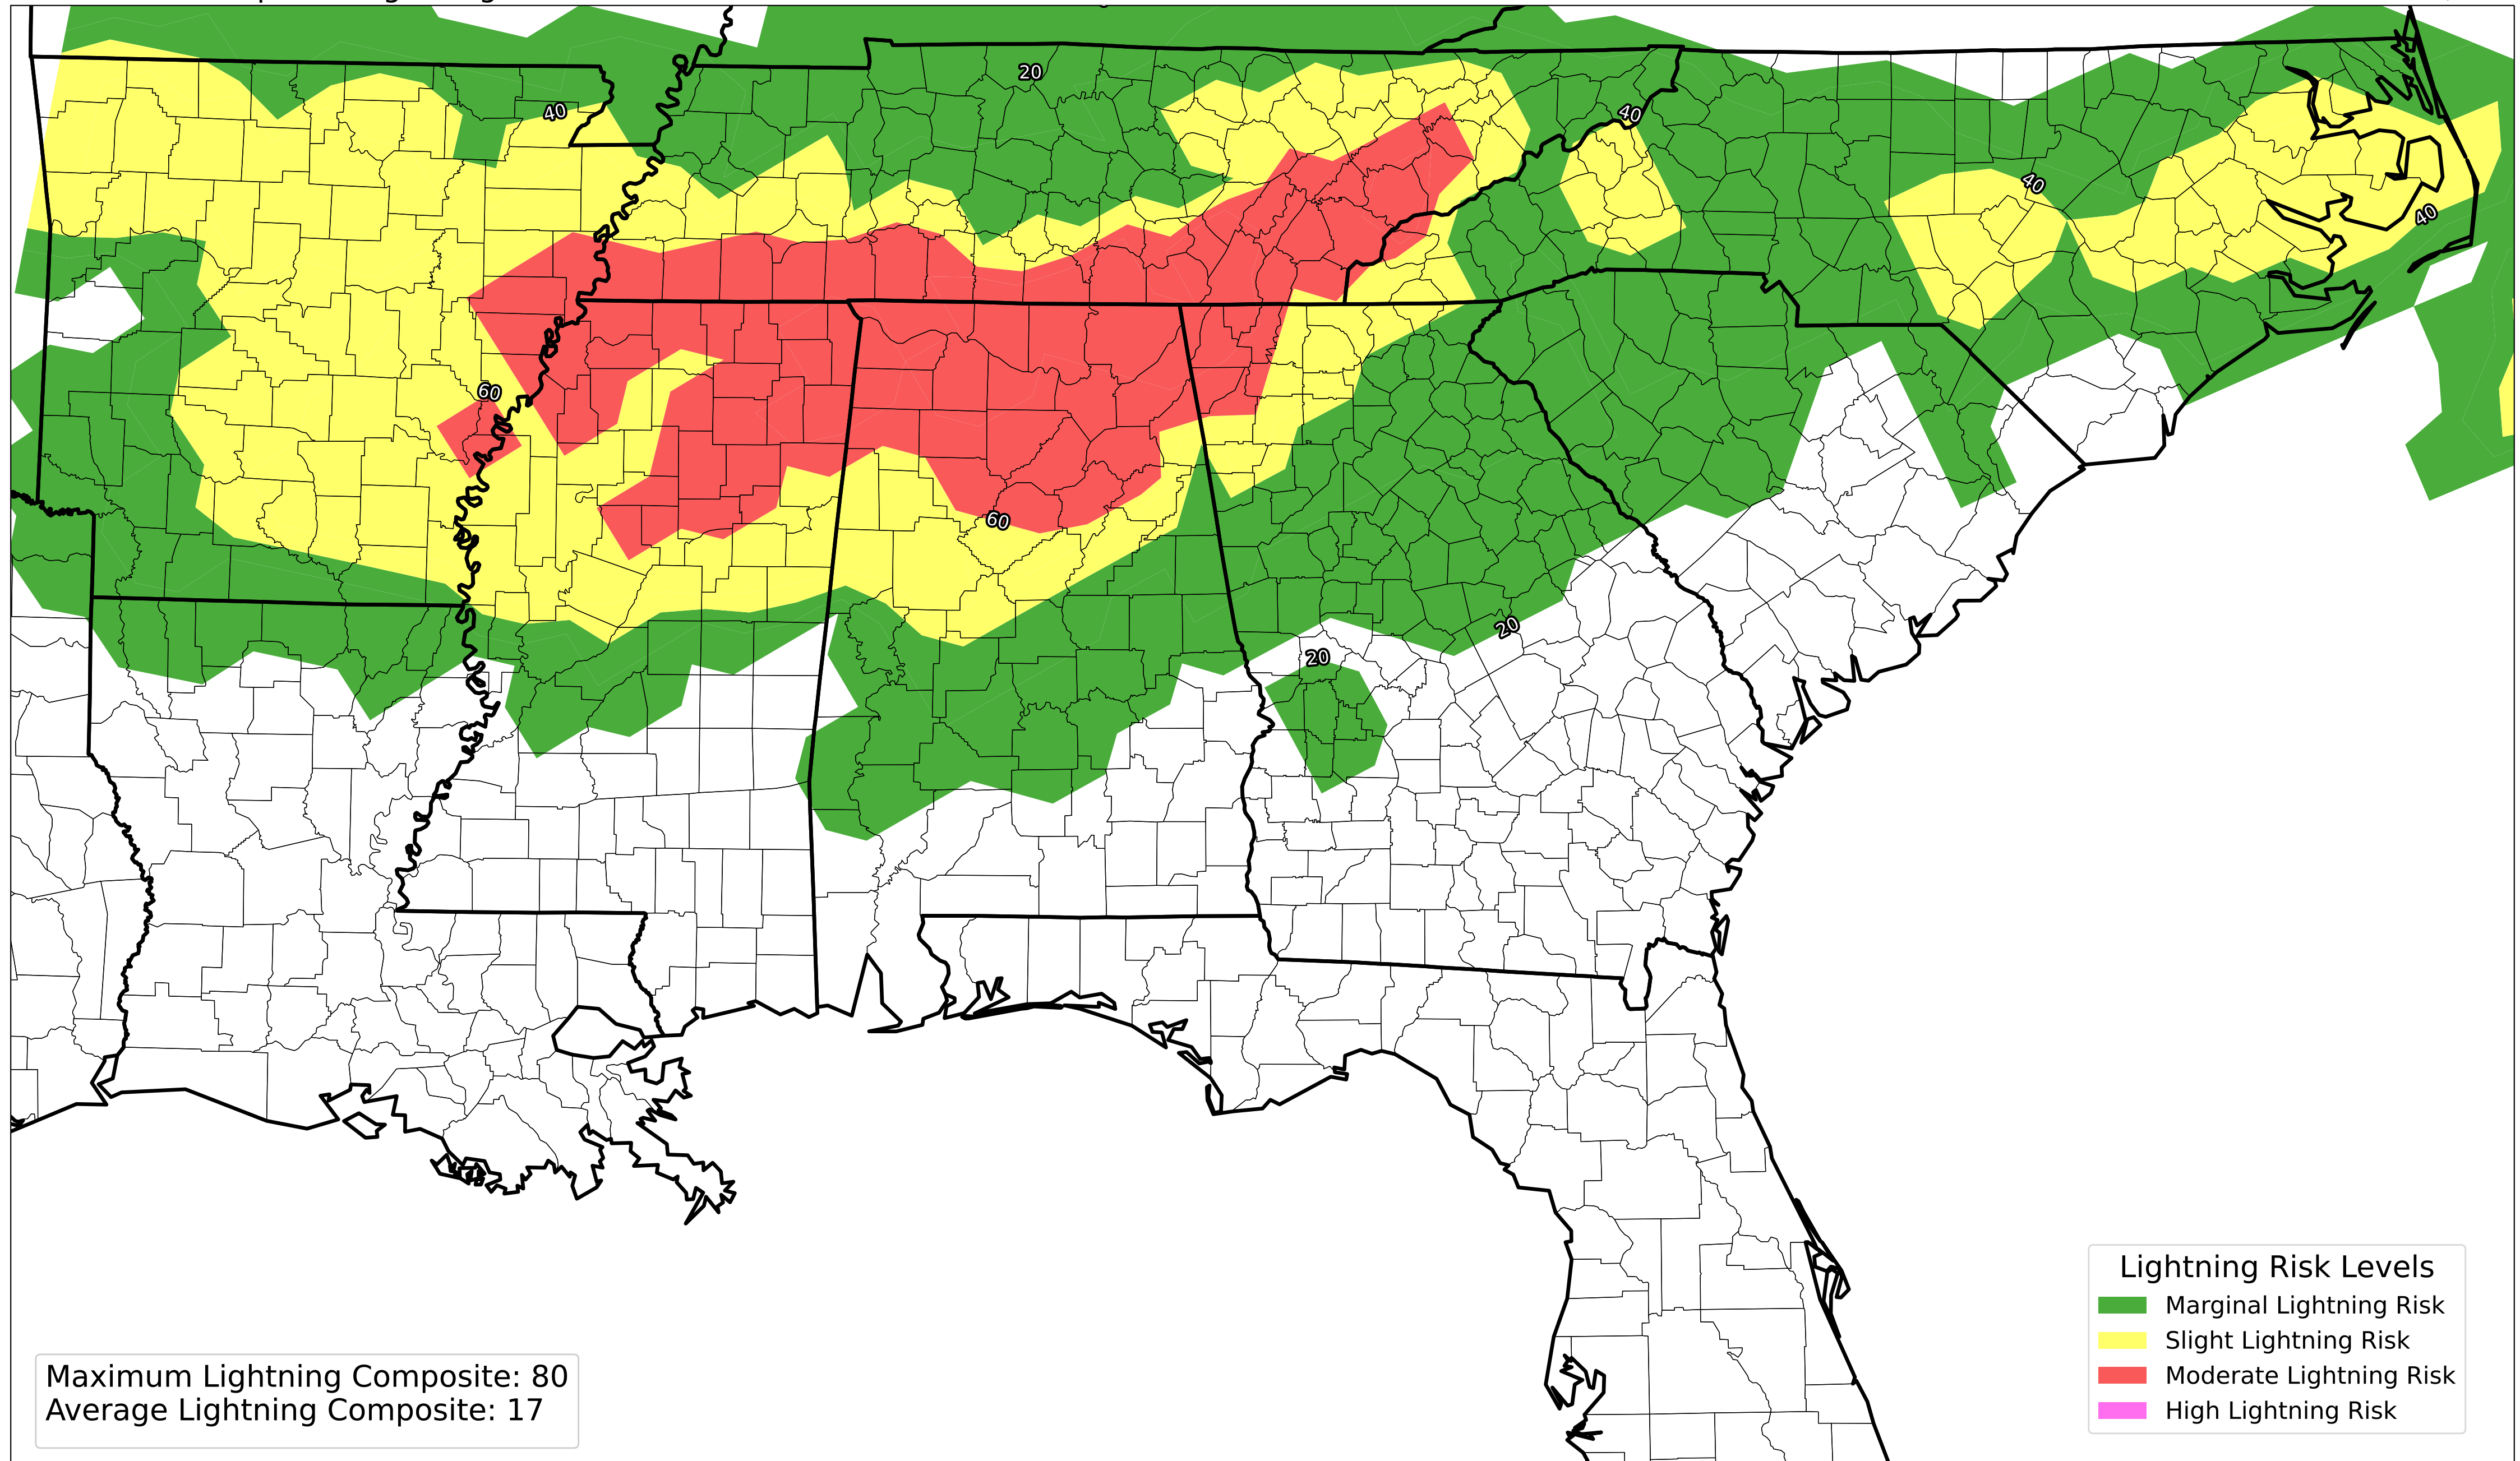 20
40
40
40
40
60
60
20
20
Lightning Risk Levels
Marginal Lightning Risk
Slight Lightning Risk
Moderate Lightning Risk
High Lightning Risk
Maximum Lightning Composite: 80
Average Lightning Composite: 17